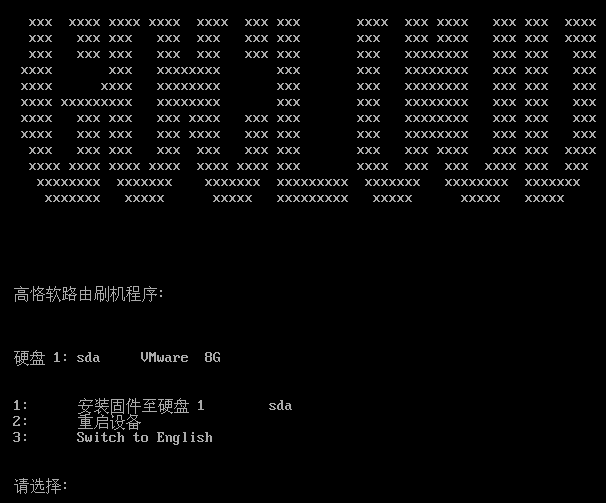 高恪软路由刷机程序:
硬盘 1: sda VMware 8G
1: 安装固件至硬盘 1 sda
2: 重启设备
3: Switch to English
请选择: